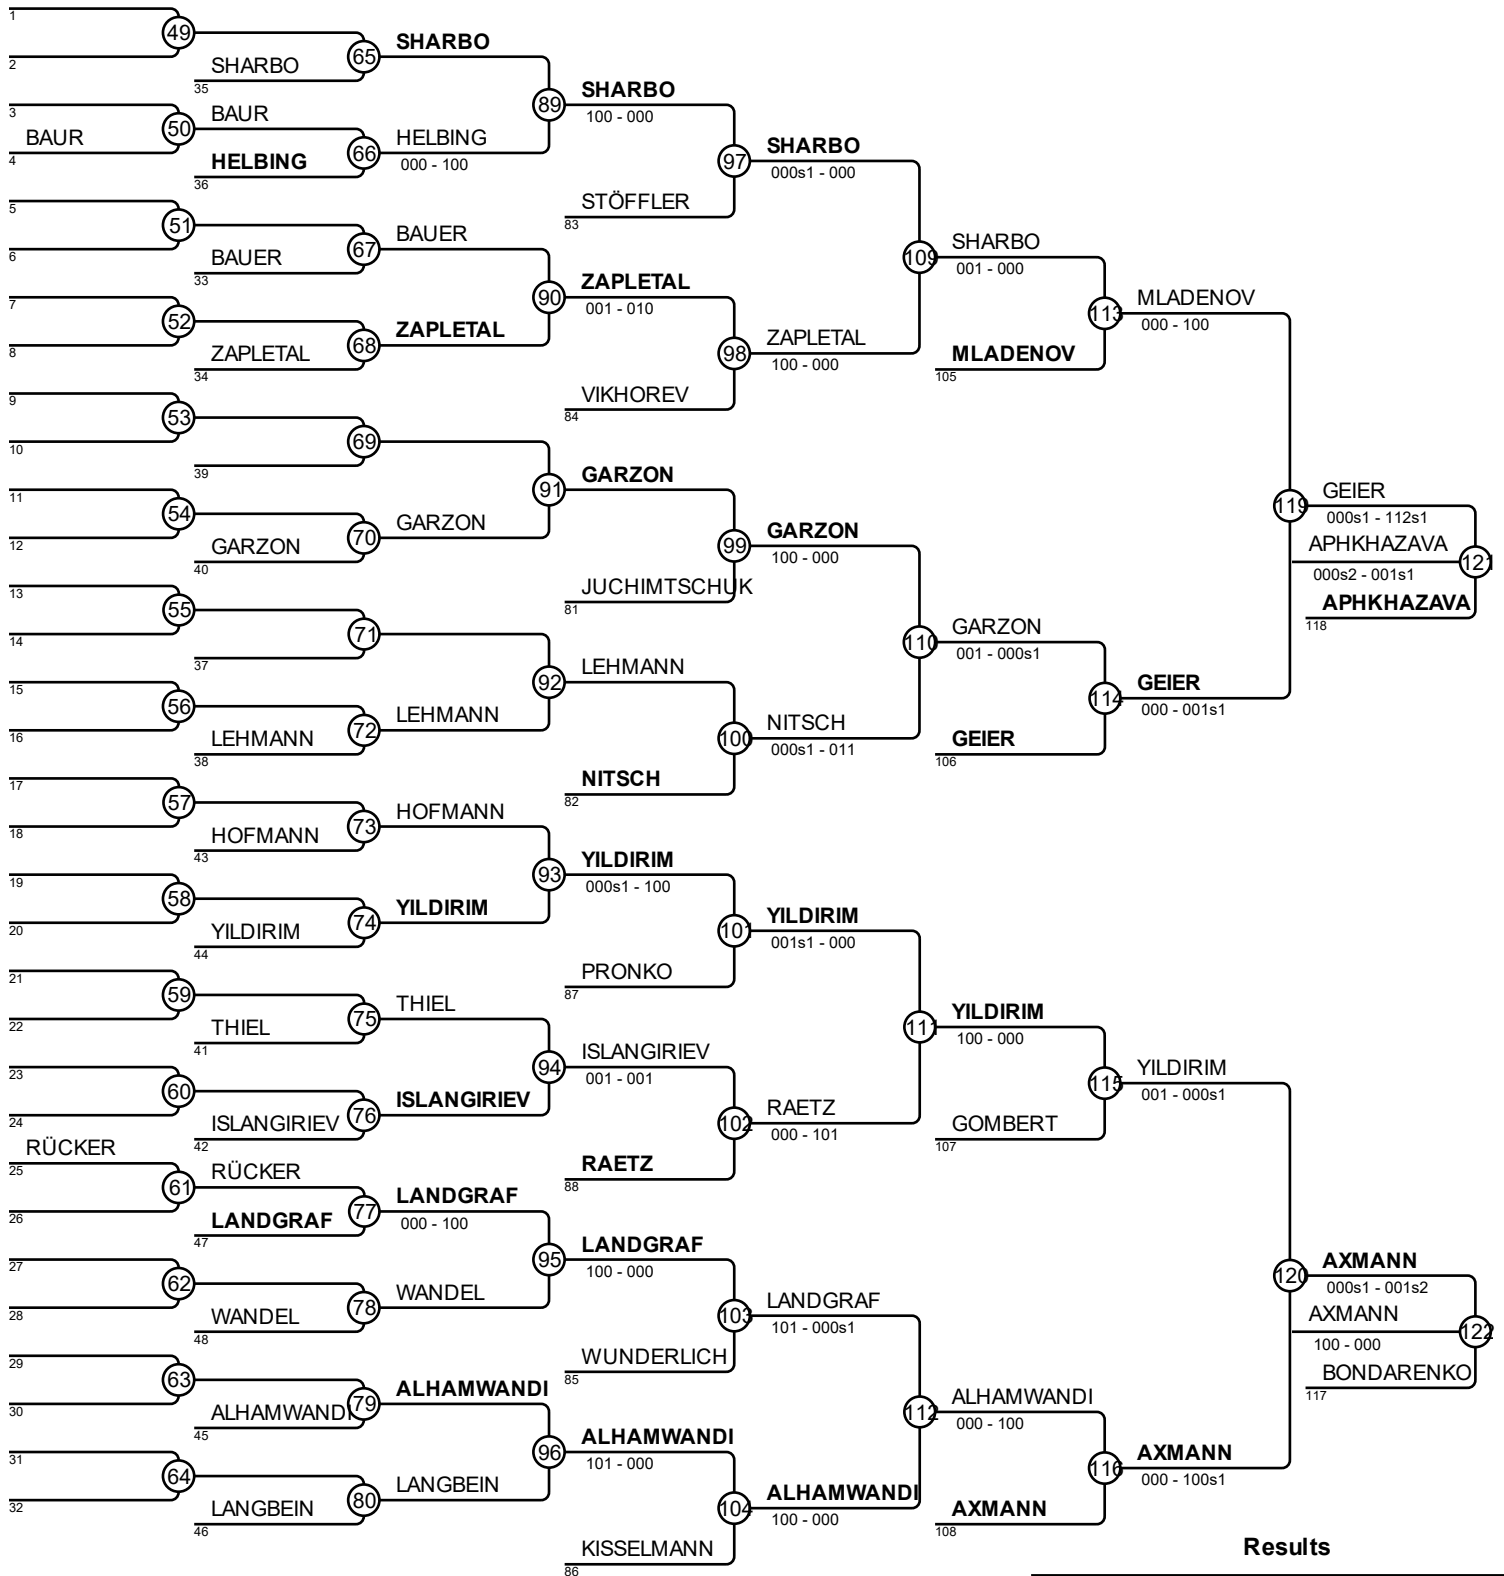 1
49
2
SHARBO
35
65
SHARBO
3
BAUR
4
50
BAUR
HELBING
36
66
HELBING
000 - 100
89
SHARBO
100 - 000
5
51
6
BAUER
33
67
BAUER
7
52
8
ZAPLETAL
34
68
ZAPLETAL
90
ZAPLETAL
001 - 010
STÖFFLER
83
97
SHARBO
000s1 - 000
VIKHOREV
84
98
ZAPLETAL
100 - 000
109
SHARBO
001 - 000
MLADENOV
105
113
MLADENOV
000 - 100
9
53
10
39
69
11
54
12
GARZON
40
70
GARZON
91
GARZON
13
55
14
37
71
15
56
16
LEHMANN
38
72
LEHMANN
92
LEHMANN
JUCHIMTSCHUK
81
99
GARZON
100 - 000
NITSCH
82
100
NITSCH
000s1 - 011
110
GARZON
001 - 000s1
GEIER
106
114
GEIER
000 - 001s1
119
GEIER
000s1 - 112s1
APHKHAZAVA
000s2 - 001s1
121
APHKHAZAVA
118
17
57
18
HOFMANN
43
73
HOFMANN
19
58
20
YILDIRIM
44
74
YILDIRIM
93
YILDIRIM
000s1 - 100
21
59
22
THIEL
41
75
THIEL
23
60
24
ISLANGIRIEV
42
76
ISLANGIRIEV
94
ISLANGIRIEV
001 - 001
PRONKO
87
101
YILDIRIM
001s1 - 000
RAETZ
88
102
RAETZ
000 - 101
111
YILDIRIM
100 - 000
GOMBERT
107
115
YILDIRIM
001 - 000s1
RÜCKER
25
61
26
RÜCKER
LANDGRAF
47
77
LANDGRAF
000 - 100
27
62
28
WANDEL
48
78
WANDEL
95
LANDGRAF
100 - 000
29
63
30
ALHAMWANDI
45
79
ALHAMWANDI
31
64
32
LANGBEIN
46
80
LANGBEIN
96
ALHAMWANDI
101 - 000
WUNDERLICH
85
103
LANDGRAF
101 - 000s1
KISSELMANN
86
104
ALHAMWANDI
100 - 000
112
ALHAMWANDI
000 - 100
AXMANN
108
116
AXMANN
000 - 100s1
120
AXMANN
000s1 - 001s2
AXMANN
100 - 000
122
BONDARENKO
117
Results